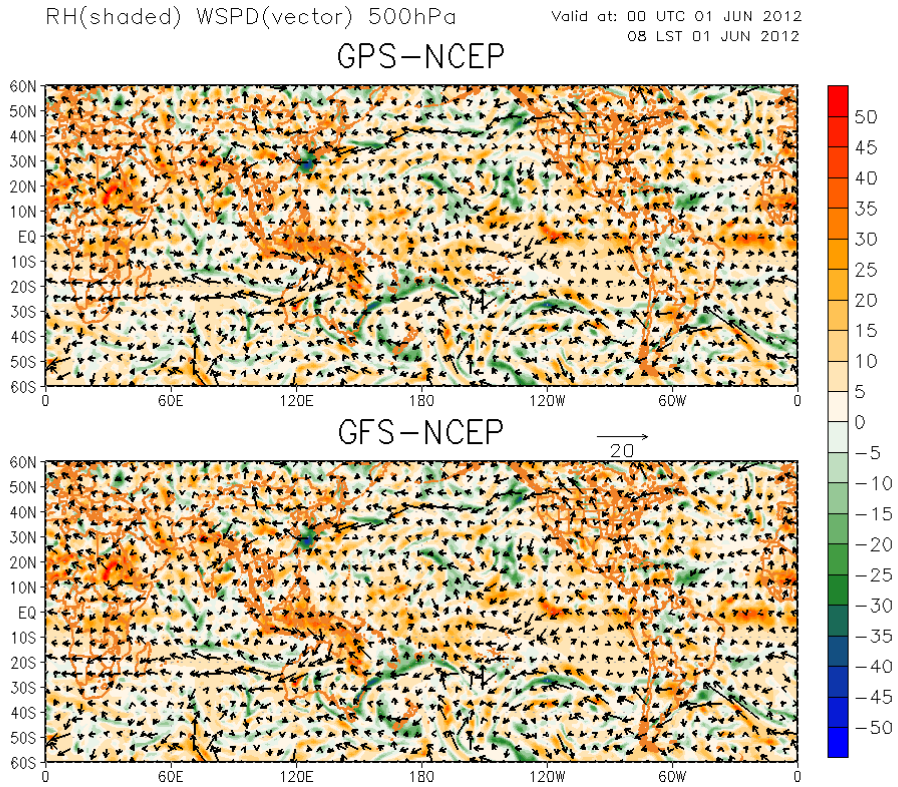 RH(shaded) WSPD(vector) 500hPa
Valid at: 00 UTC 01 JUN 2012
08 LST 01 JUN 2012
GPS-NCEP
60N
50N
40N
30N
20N
10N
EQ
10S
20S
30S
40S
50S
60S
0 60E 120E 180 120W 60W 0
GFS-NCEP
20
60N
50N
40N
30N
20N
10N
EQ
10S
20S
30S
40S
50S
60S
0 60E 120E 180 120W 60W 0
50
45
40
35
30
25
20
15
10
5
0
-5
-10
-15
-20
-25
-30
-35
-40
-45
-50